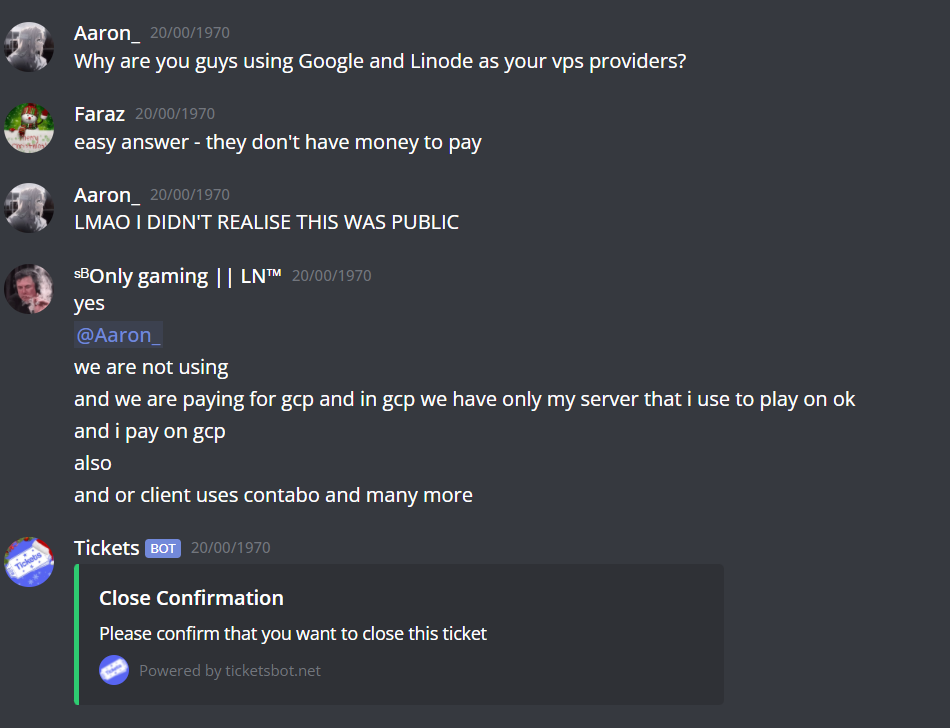 Aaron_ 20/00/1970
Why are you guys using Google and Linode as your vps providers?
Faraz 20/00/1970
easy answer - they don't have money to pay
Aaron_ 20/00/1970
LMAO I DIDN'T REALISE THIS WAS PUBLIC
ˢᴮOnly gaming || LN™ 20/00/1970
yes
@Aaron_
we are not using
and we are paying for gcp and in gcp we have only my server that i use to play on ok
and i pay on gcp
also
and or client uses contabo and many more
Tickets BOT 20/00/1970
Close Confirmation
Please confirm that you want to close this ticket
Powered by ticketsbot.net